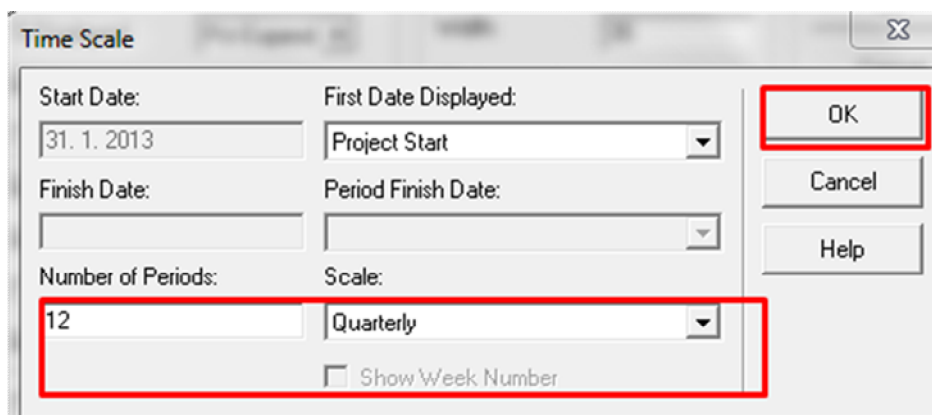 Time Scale
Start Date: First Date Displayed:
31. 1. 2013 Project Start
OK
Finish Date: Period Finish Date:
Cancel
Number of Periods: Scale:
Help
12 Quarterly
Show Week Number